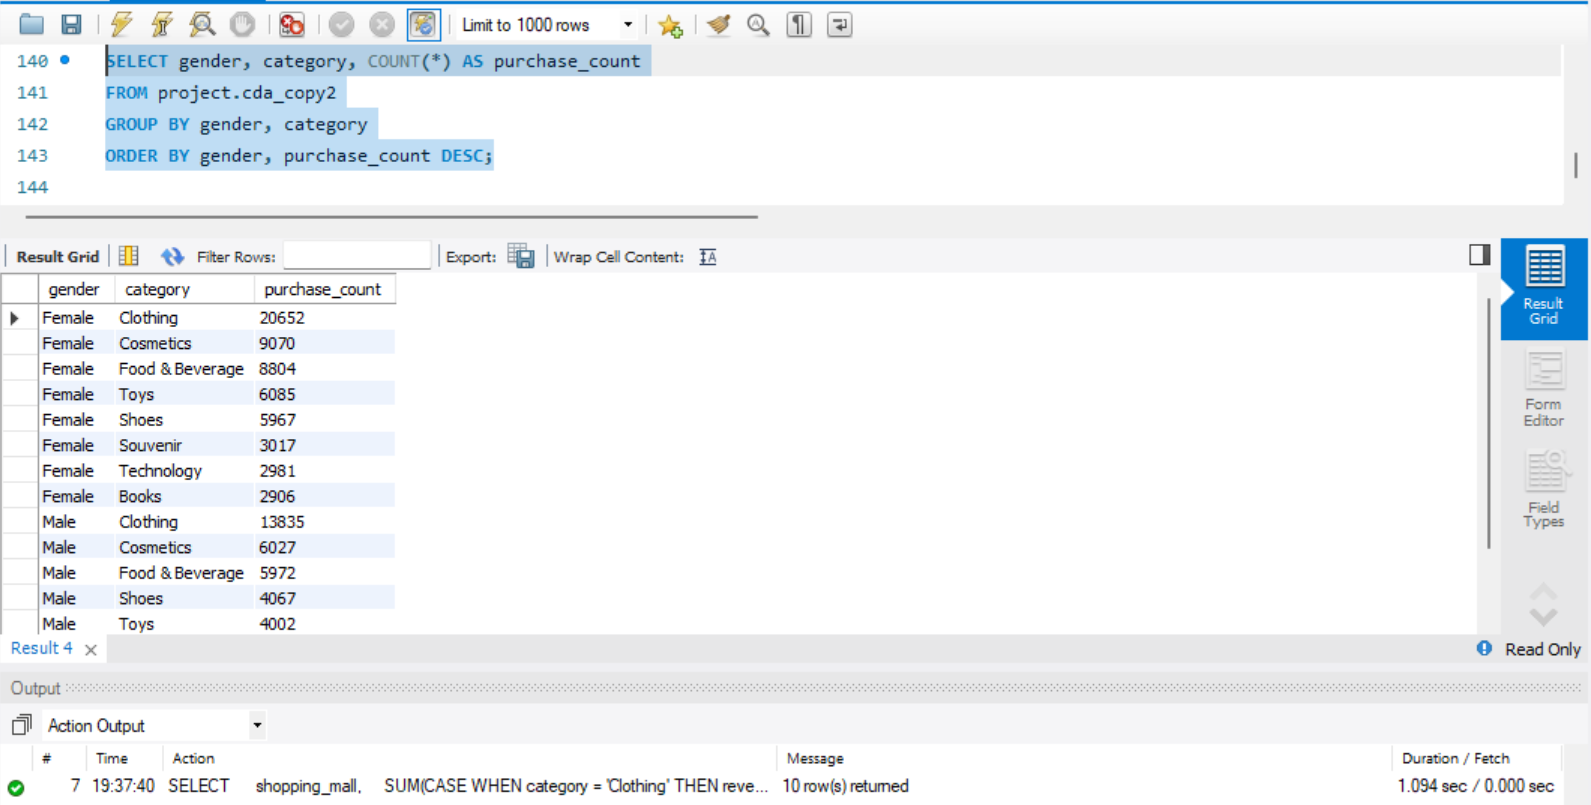 Limit to 1000 rows
140 SELECT gender, category, COUNT(*) AS purchase_count
141 FROM project.cda_copy2
142 GROUP BY gender, category
143 ORDER BY gender, purchase_count DESC;
144
Result Grid Filter Rows: Export: Wrap Cell Content: IA
gender category purchase_count
Female Clothing 20652
Female Cosmetics 9070
Female Food & Beverage 8804
Female Toys 6085
Female Shoes 5967
Female Souvenir 3017
Female Technology 2981
Female Books 2906
Male Clothing 13835
Male Cosmetics 6027
Male Food & Beverage 5972
Male Shoes 4067
Male Toys 4002
Result
Grid
Form
Editor
Field
Types
Result 4 Read Only
Output
Action Output
# Time Action Message Duration / Fetch
7 19:37:40 SELECT shopping_mall, SUM(CASE WHEN category = 'Clothing' THEN reve... 10 row(s) returned 1.094 sec / 0.000 sec